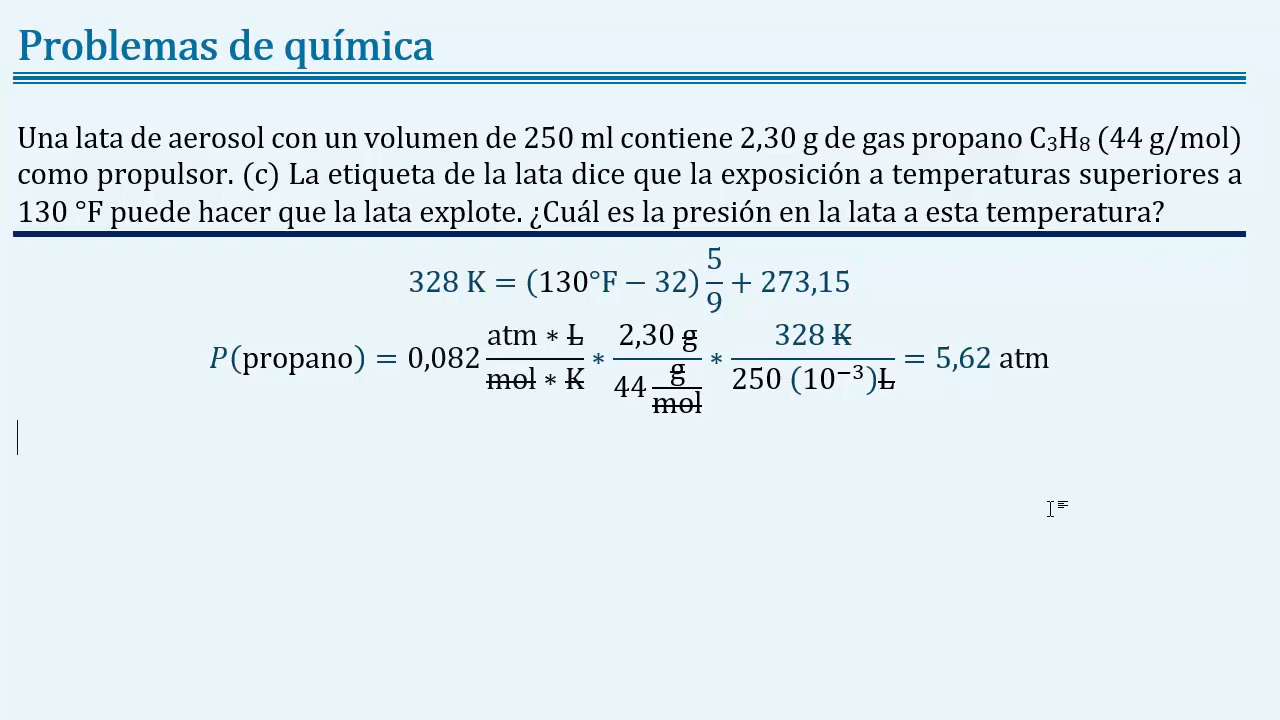 Problemas de química
Una lata de aerosol con un volumen de 250 ml contiene 2,30 g de gas propano C₃H₈ (44 g/mol)
como propulsor. (c) La etiqueta de la lata dice que la exposición a temperaturas superiores a
130 °F puede hacer que la lata explote. ¿Cuál es la presión en la lata a esta temperatura?
328 K = (130°F − 32) 5/9 + 273,15
P(propano) = 0,082 (atm ∗ L)/(mol ∗ K) ∗ (2,30 g)/(44 g/mol) ∗ (328 K)/(250 (10⁻³)L) = 5,62 atm